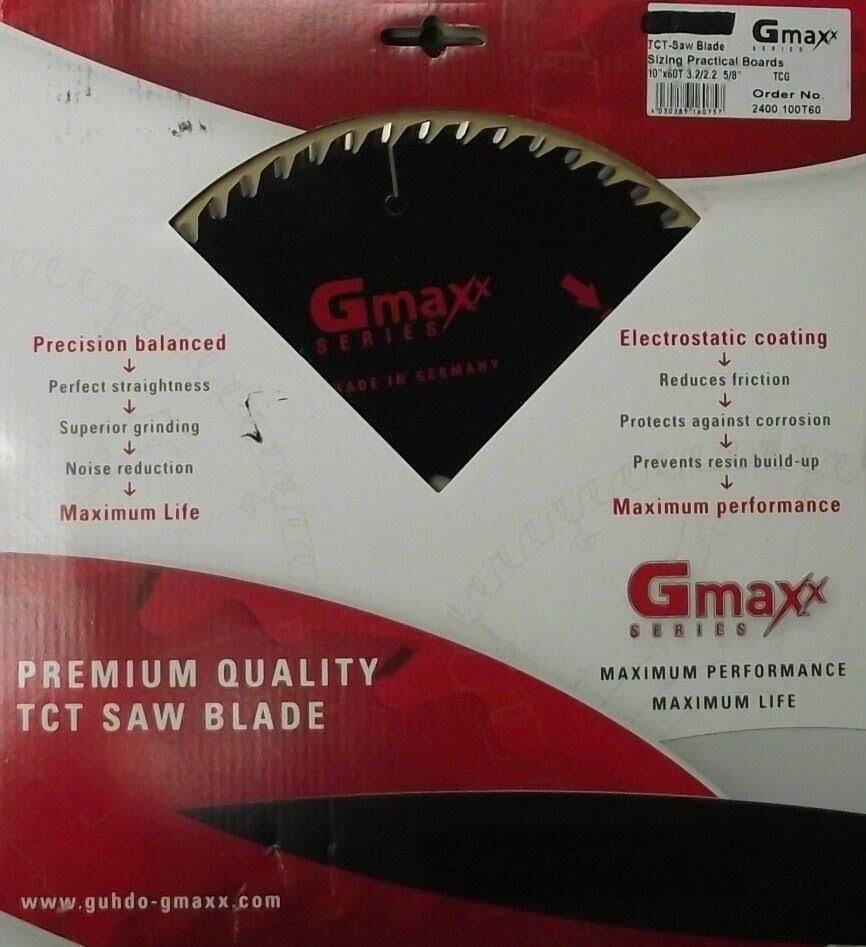 TCT-Saw Blade
Sizing Practical Boards
10"x60T 3.2/2.2 5/8" TCG
Gmaxx
SERIES
Order No.
2400.100T60
4 030289 160957
Gmaxx
SERIES
MADE IN GERMANY
Precision balanced
Perfect straightness
Superior grinding
Noise reduction
Maximum Life
Electrostatic coating
Reduces friction
Protects against corrosion
Prevents resin build-up
Maximum performance
Gmaxx
SERIES
MAXIMUM PERFORMANCE
MAXIMUM LIFE
PREMIUM QUALITY
TCT SAW BLADE
www.guhdo-gmaxx.com